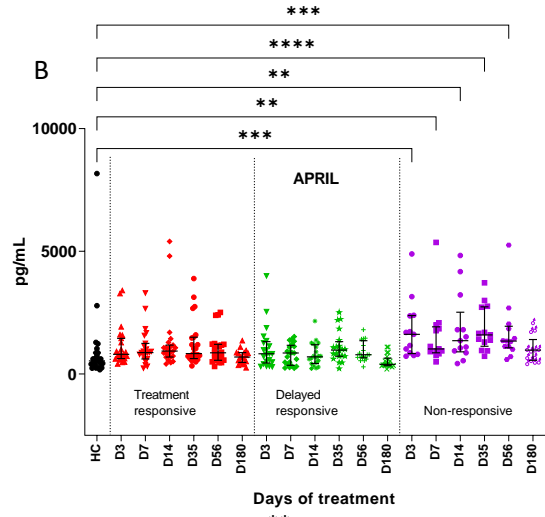 ***
****
B
**
**
10000
***
APRIL
pg/mL
5000
0
Treatment
responsive
Delayed
responsive
Non-responsive
HC D3 D7 D14 D35 D56 D180 D3 D7 D14 D35 D56 D180 D3 D7 D14 D35 D56 D180
Days of treatment
**